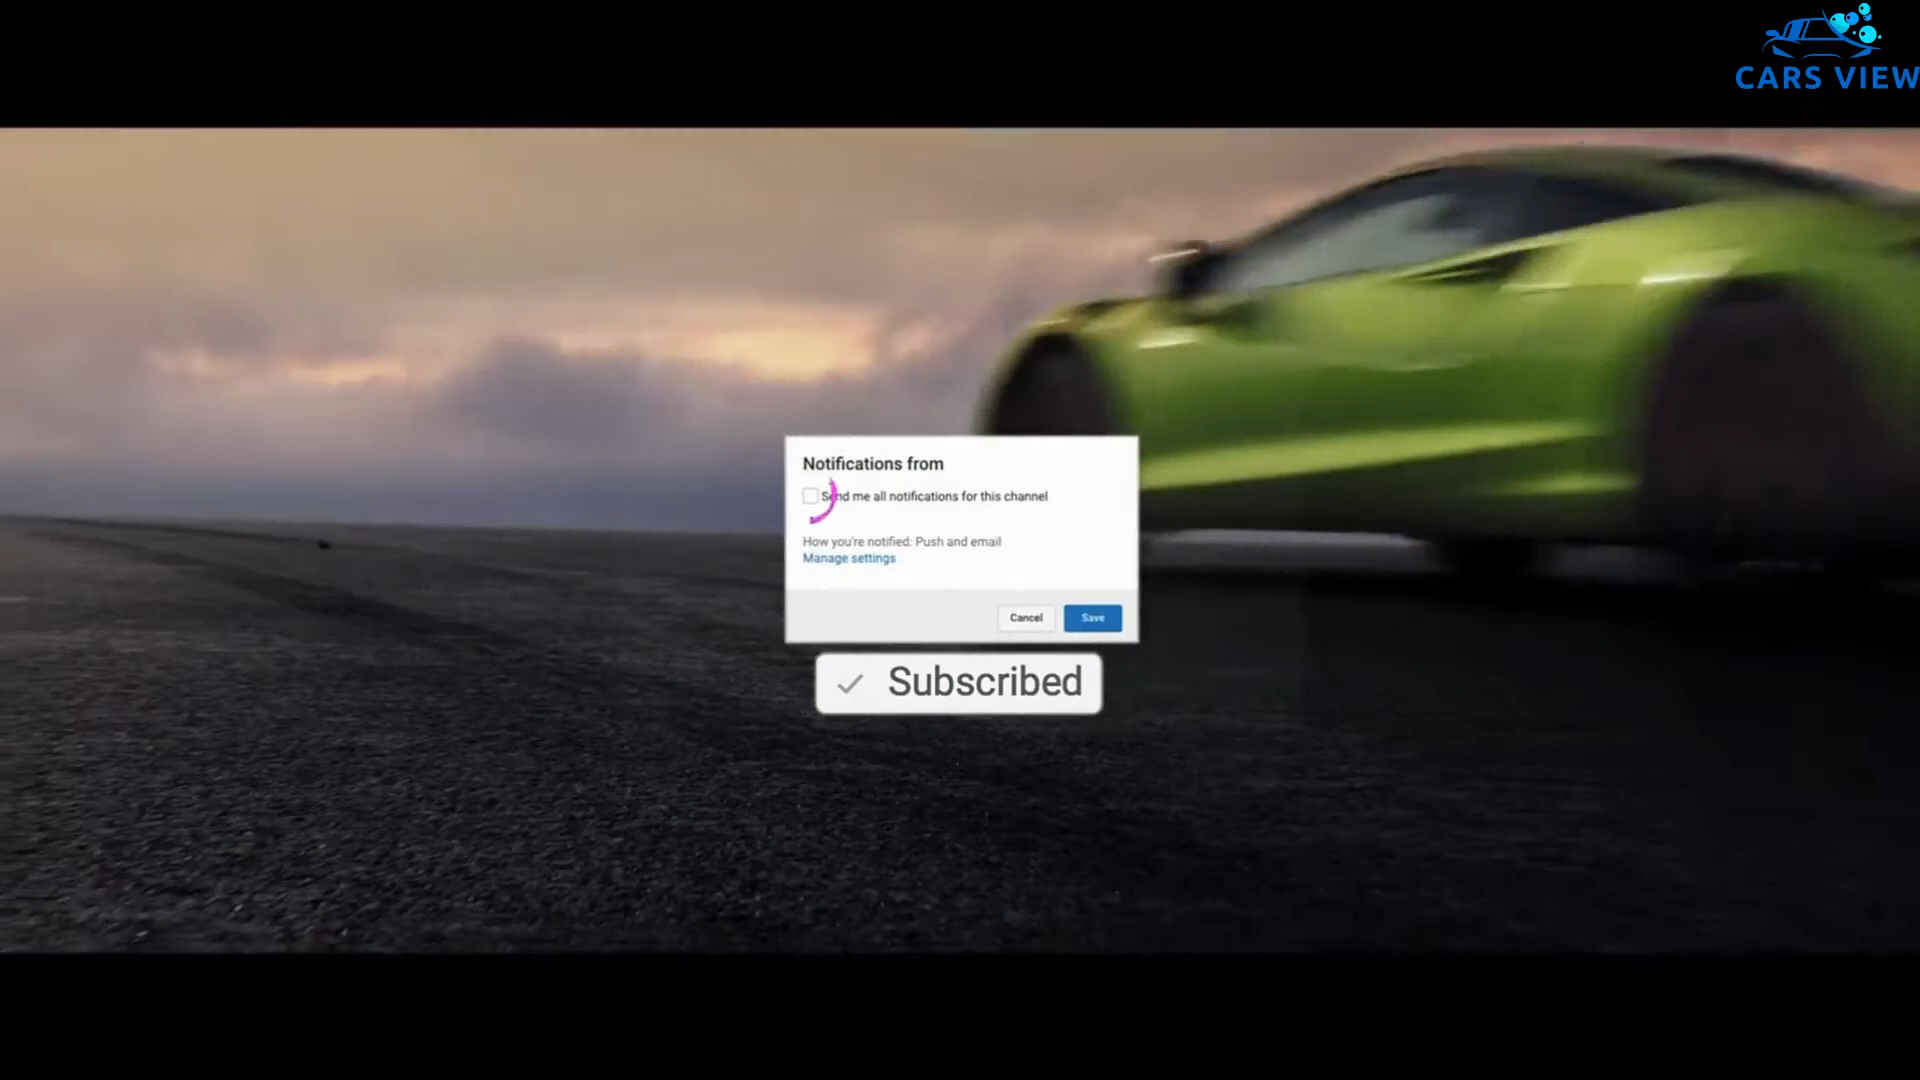 CARS VIEW
Notifications from
Send me all notifications for this channel
How you're notified: Push and email
Manage settings
Cancel
Save
Subscribed